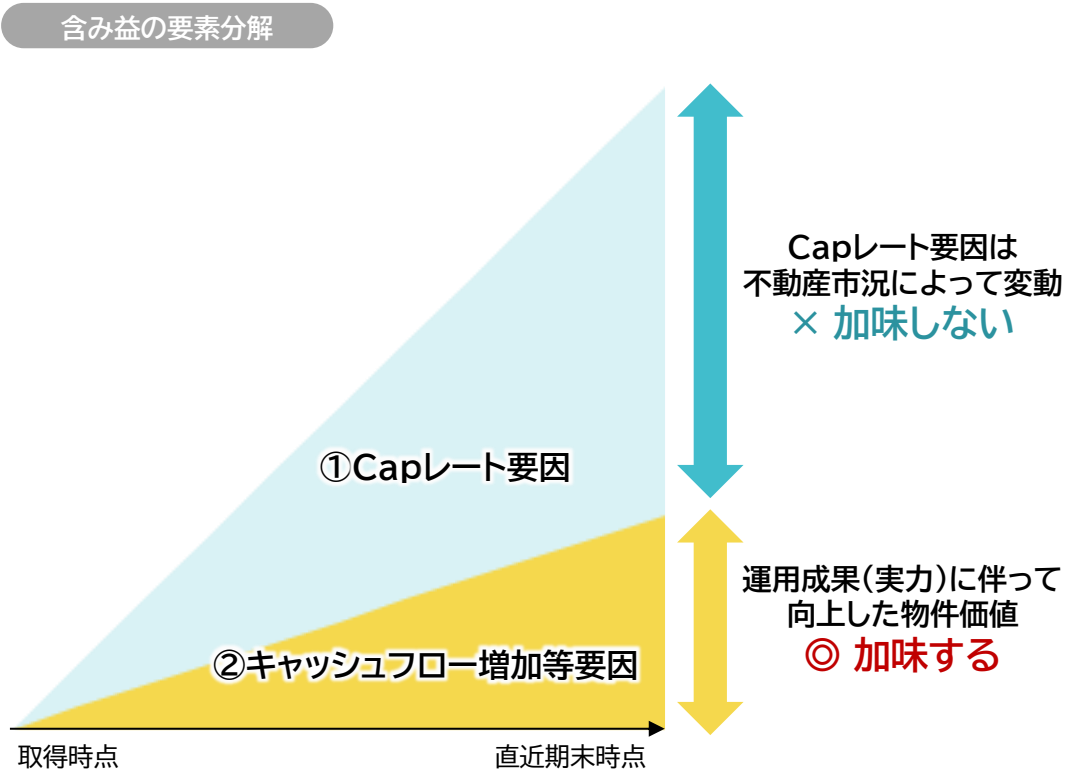 含み益の要素分解
Capレート要因は
不動産市況によって変動
× 加味しない
①Capレート要因
運用成果(実力)に伴って
向上した物件価値
◎ 加味する
②キャッシュフロー増加等要因
取得時点
直近期末時点